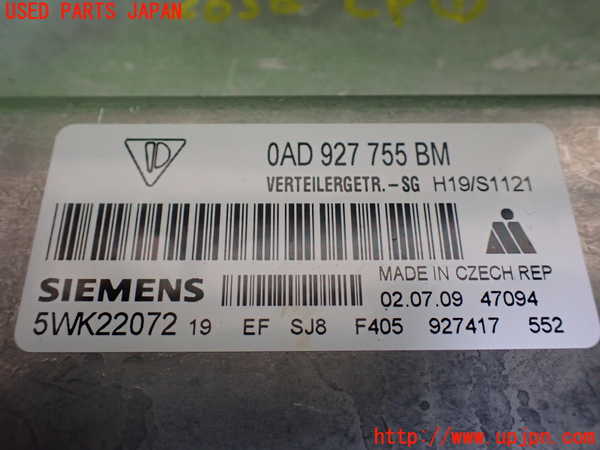 USED PARTS JAPAN
0AD 927 755 BM
VERTEILERGETR.-SG H19/S1121
MADE IN CZECH REP
SIEMENS
02.07.09 47094
5WK22072 19 EF SJ8 F405 927417 552
http://www.upjpn.com/